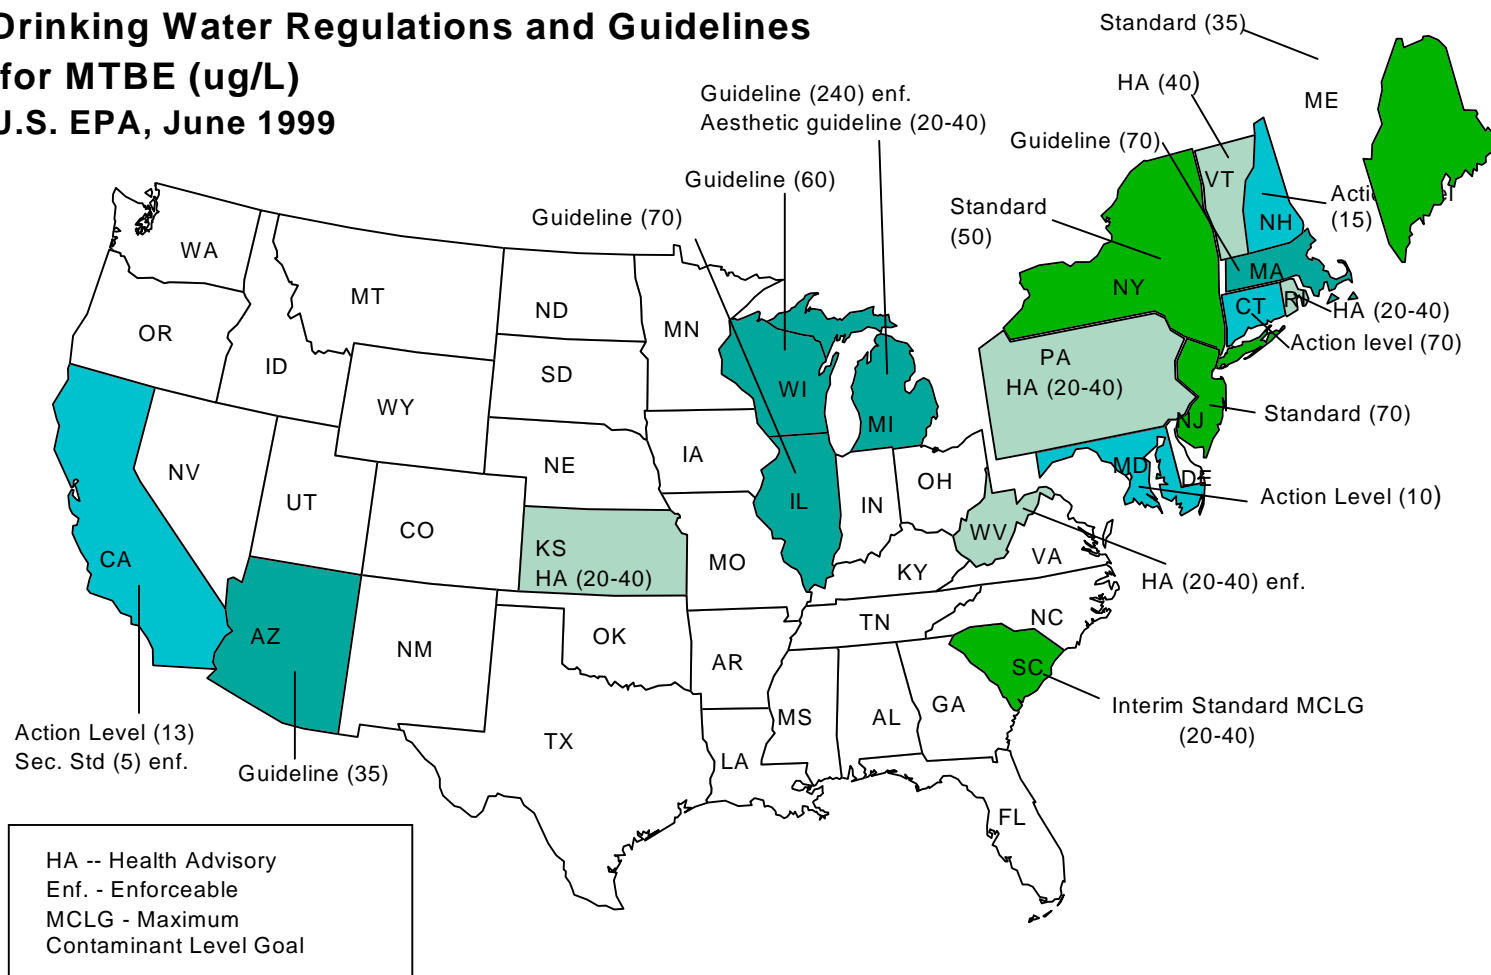 Drinking Water Regulations and Guidelines
for MTBE (ug/L)
U.S. EPA, June 1999
Standard (35)
HA (40)
ME
Guideline (240) enf.
Aesthetic guideline (20-40)
Guideline (70)
Guideline (60)
Guideline (70)
Standard
(50)
VT
NH
Action Level
(15)
WA
MT
ND
MN
OR
ID
SD
WY
WI
MI
NY
MA
CT
RI
HA (20-40)
Action level (70)
PA
HA (20-40)
NJ
Standard (70)
NV
UT
CO
NE
IA
IL
IN
OH
MD
DE
Action Level (10)
CA
KS
HA (20-40)
MO
KY
WV
VA
HA (20-40) enf.
AZ
NM
OK
AR
TN
NC
SC
Interim Standard MCLG
(20-40)
TX
LA
MS
AL
GA
FL
Action Level (13)
Sec. Std (5) enf.
Guideline (35)
HA -- Health Advisory
Enf. - Enforceable
MCLG - Maximum
Contaminant Level Goal